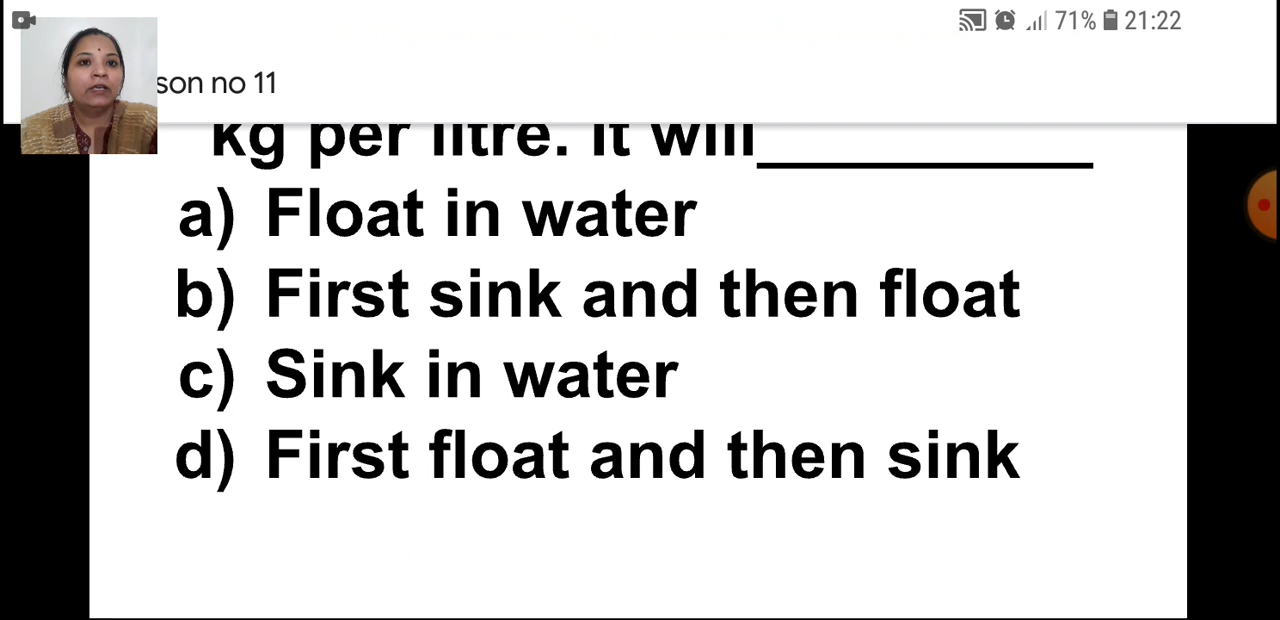 71% 21:22
son no 11
kg per litre. It will__________
a) Float in water
b) First sink and then float
c) Sink in water
d) First float and then sink